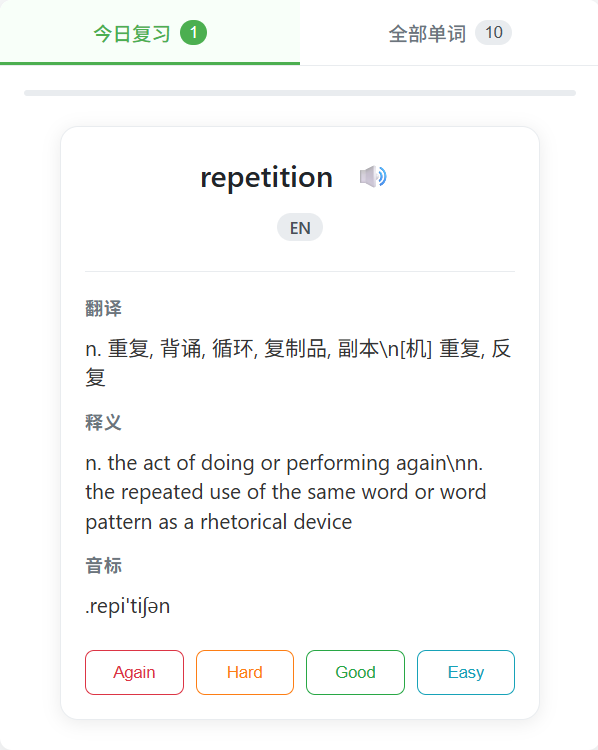 今日复习 1
全部单词 10
repetition
EN
翻译
n. 重复, 背诵, 循环, 复制品, 副本\n[机] 重复, 反
复
释义
n. the act of doing or performing again\nn.
the repeated use of the same word or word
pattern as a rhetorical device
音标
.repi'tiʃən
Again Hard Good Easy